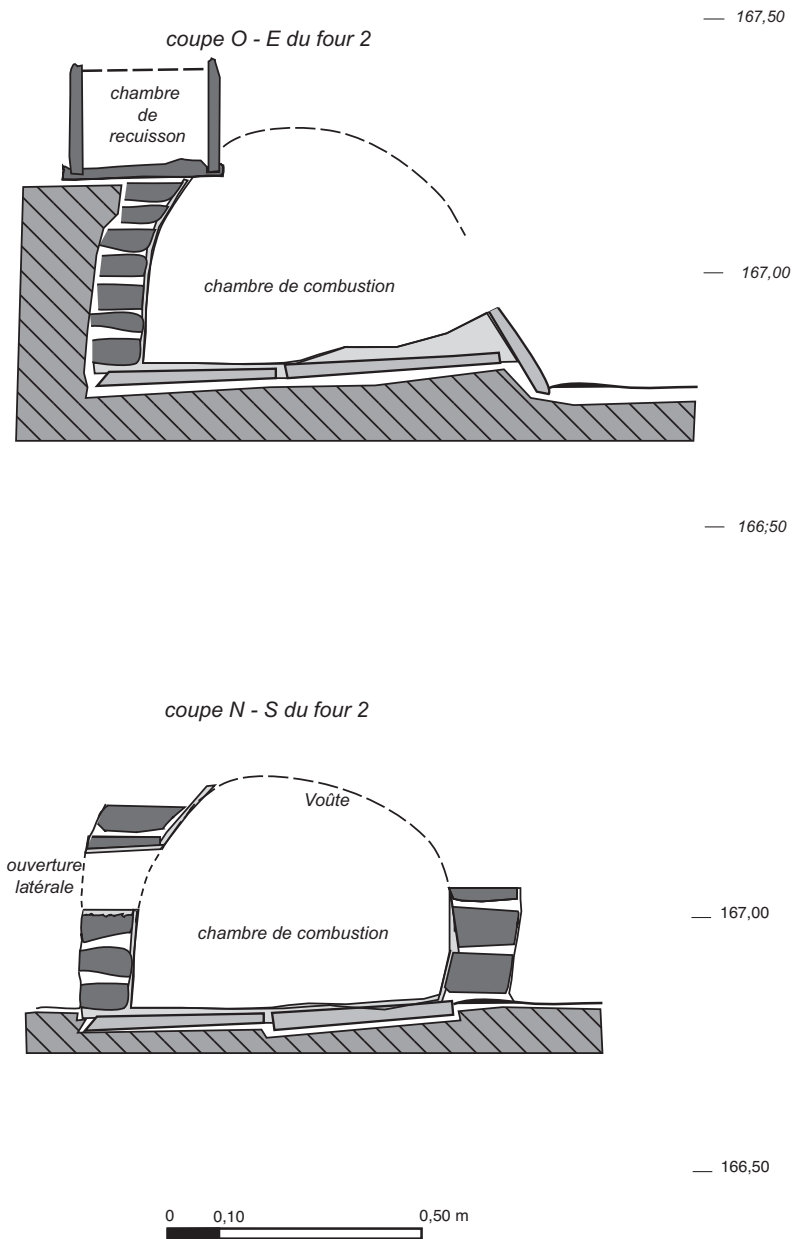 167,50
coupe O - E du four 2
chambre
de
recuisson
chambre de combustion
167,00
166;50
coupe N - S du four 2
Voûte
ouverture
latérale
167,00
chambre de combustion
166,50
0 0,10 0,50 m